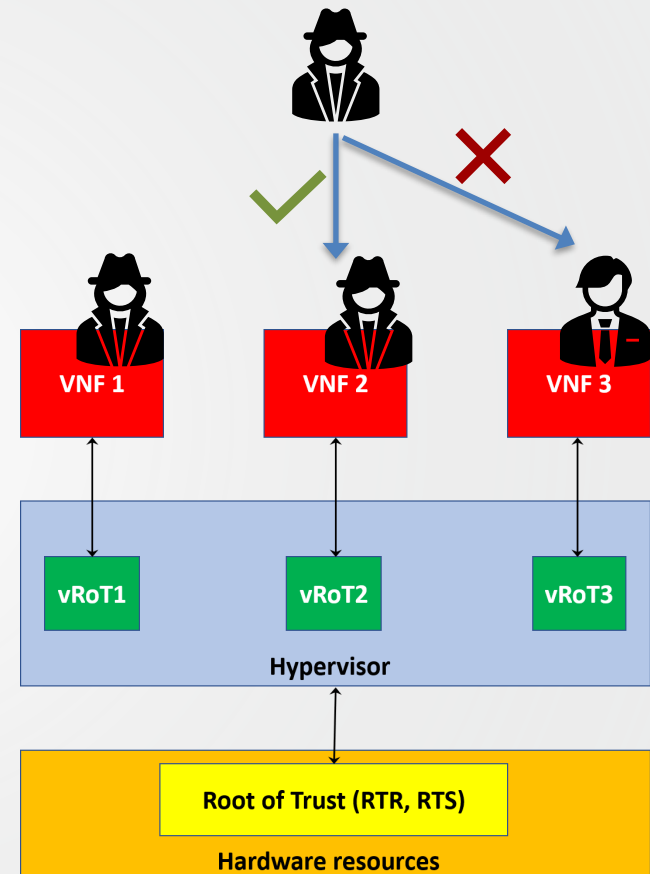 VNF 1
VNF 2
VNF 3
vRoT1
vRoT2
vRoT3
Hypervisor
Root of Trust (RTR, RTS)
Hardware resources